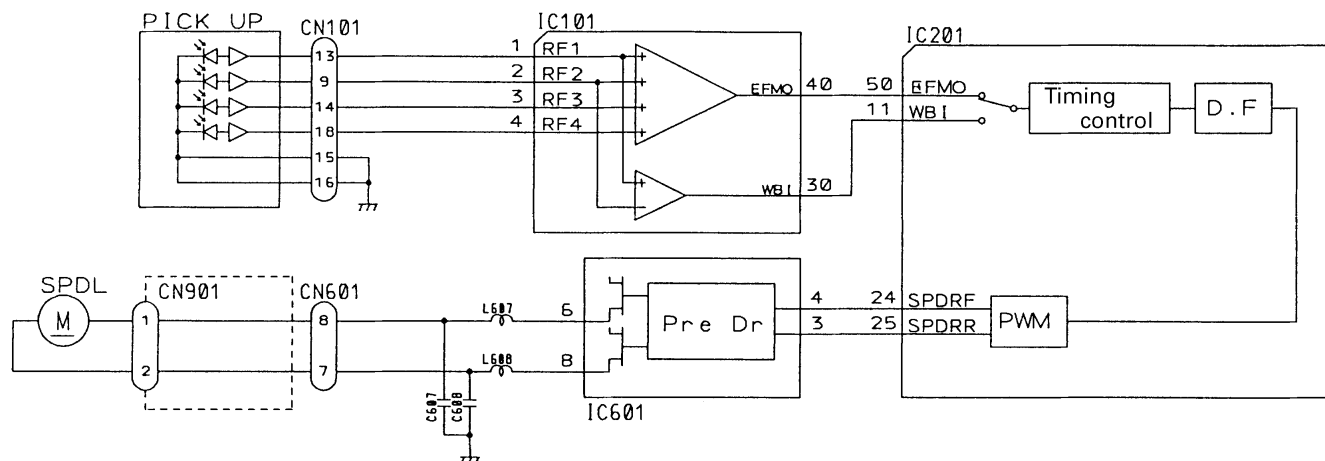 PICK UP
CN101
IC101
IC201
13
1 RF1
9
2 RF2
14
3 RF3
18
4 RF4
15
16
EFMO 40
50 EFMO
WBI 30
11 WBI
Timing
control
D.F
SPDL
M
CN901
1
2
CN601
8
7
L607
6
L608
8
C607
C608
Pre Dr
IC601
4
3
24 SPDRF
25 SPDRR
PWM